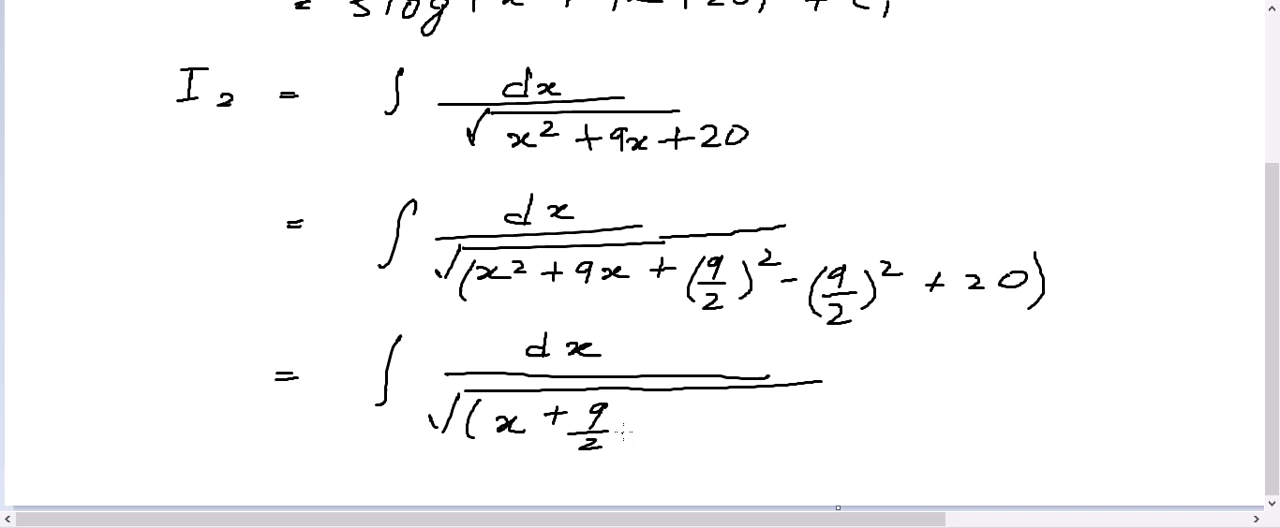 I₂ = ∫ dx / √(x² + 9x + 20)
= ∫ dx / √(x² + 9x + (9/2)² - (9/2)² + 20)
= ∫ dx / √(x + 9/2